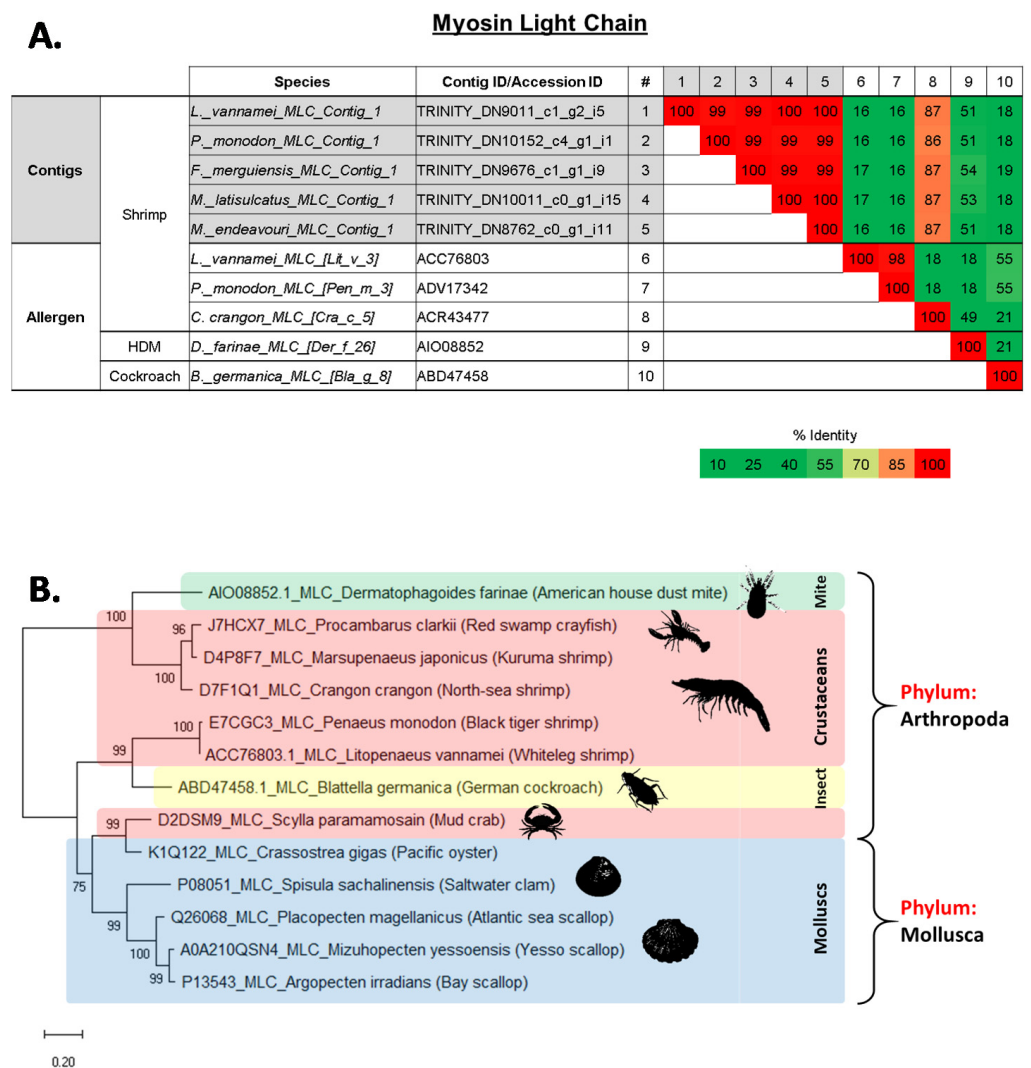 A.
Myosin Light Chain
Species Contig ID/Accession ID # 1 2 3 4 5 6 7 8 9 10
Contigs
Shrimp
L._vannamei_MLC_Contig_1 TRINITY_DN9011_c1_g2_i5 1 100 99 99 100 100 16 16 87 51 18
P._monodon_MLC_Contig_1 TRINITY_DN10152_c4_g1_i1 2 100 99 99 99 16 16 86 51 18
F._merguiensis_MLC_Contig_1 TRINITY_DN9676_c1_g1_i9 3 100 99 99 17 16 87 54 19
M._latisulcatus_MLC_Contig_1 TRINITY_DN10011_c0_g1_i15 4 100 100 17 16 87 53 18
M._endeavouri_MLC_Contig_1 TRINITY_DN8762_c0_g1_i11 5 100 16 16 87 51 18
Allergen
L._vannamei_MLC_[Lit_v_3] ACC76803 6 100 98 18 18 55
P._monodon_MLC_[Pen_m_3] ADV17342 7 100 18 18 55
C. crangon_MLC_[Cra_c_5] ACR43477 8 100 49 21
HDM D._farinae_MLC_[Der_f_26] AIO08852 9 100 21
Cockroach B._germanica_MLC_[Bla_g_8] ABD47458 10 100
% Identity
10 25 40 55 70 85 100
B.
AIO08852.1_MLC_Dermatophagoides farinae (American house dust mite)
Mite
100
J7HCX7_MLC_Procambarus clarkii (Red swamp crayfish)
96
D4P8F7_MLC_Marsupenaeus japonicus (Kuruma shrimp)
100
D7F1Q1_MLC_Crangon crangon (North-sea shrimp)
Crustaceans
E7CGC3_MLC_Penaeus monodon (Black tiger shrimp)
100
99
ACC76803.1_MLC_Litopenaeus vannamei (Whiteleg shrimp)
ABD47458.1_MLC_Blattella germanica (German cockroach)
Insect
99
D2DSM9_MLC_Scylla paramamosain (Mud crab)
K1Q122_MLC_Crassostrea gigas (Pacific oyster)
75
P08051_MLC_Spisula sachalinensis (Saltwater clam)
99
Q26068_MLC_Placopecten magellanicus (Atlantic sea scallop)
100
A0A210QSN4_MLC_Mizuhopecten yessoensis (Yesso scallop)
99
P13543_MLC_Argopecten irradians (Bay scallop)
Molluscs
Phylum:
Arthropoda
Phylum:
Mollusca
0.20